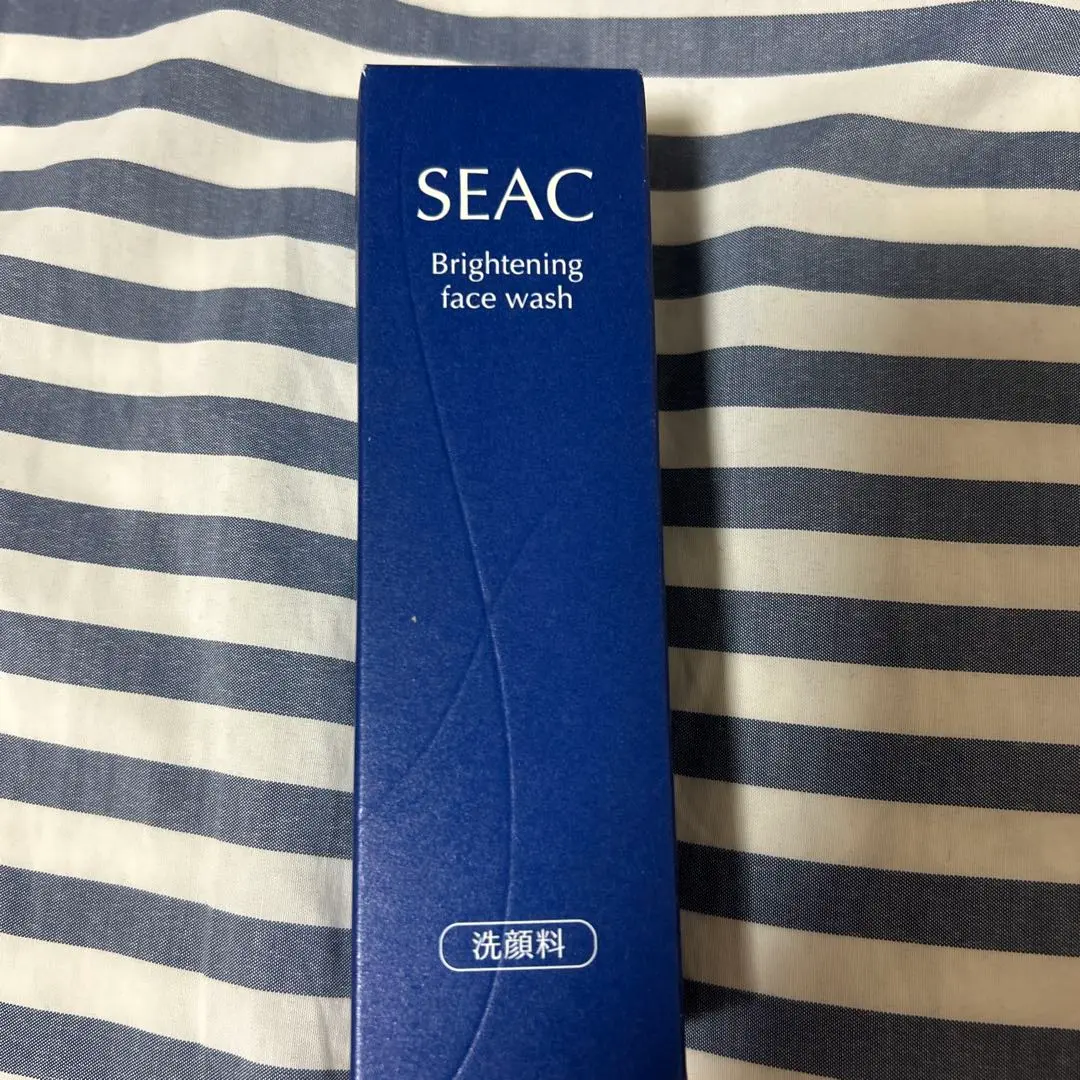 SEAC
Brightening
face wash
洗顔料